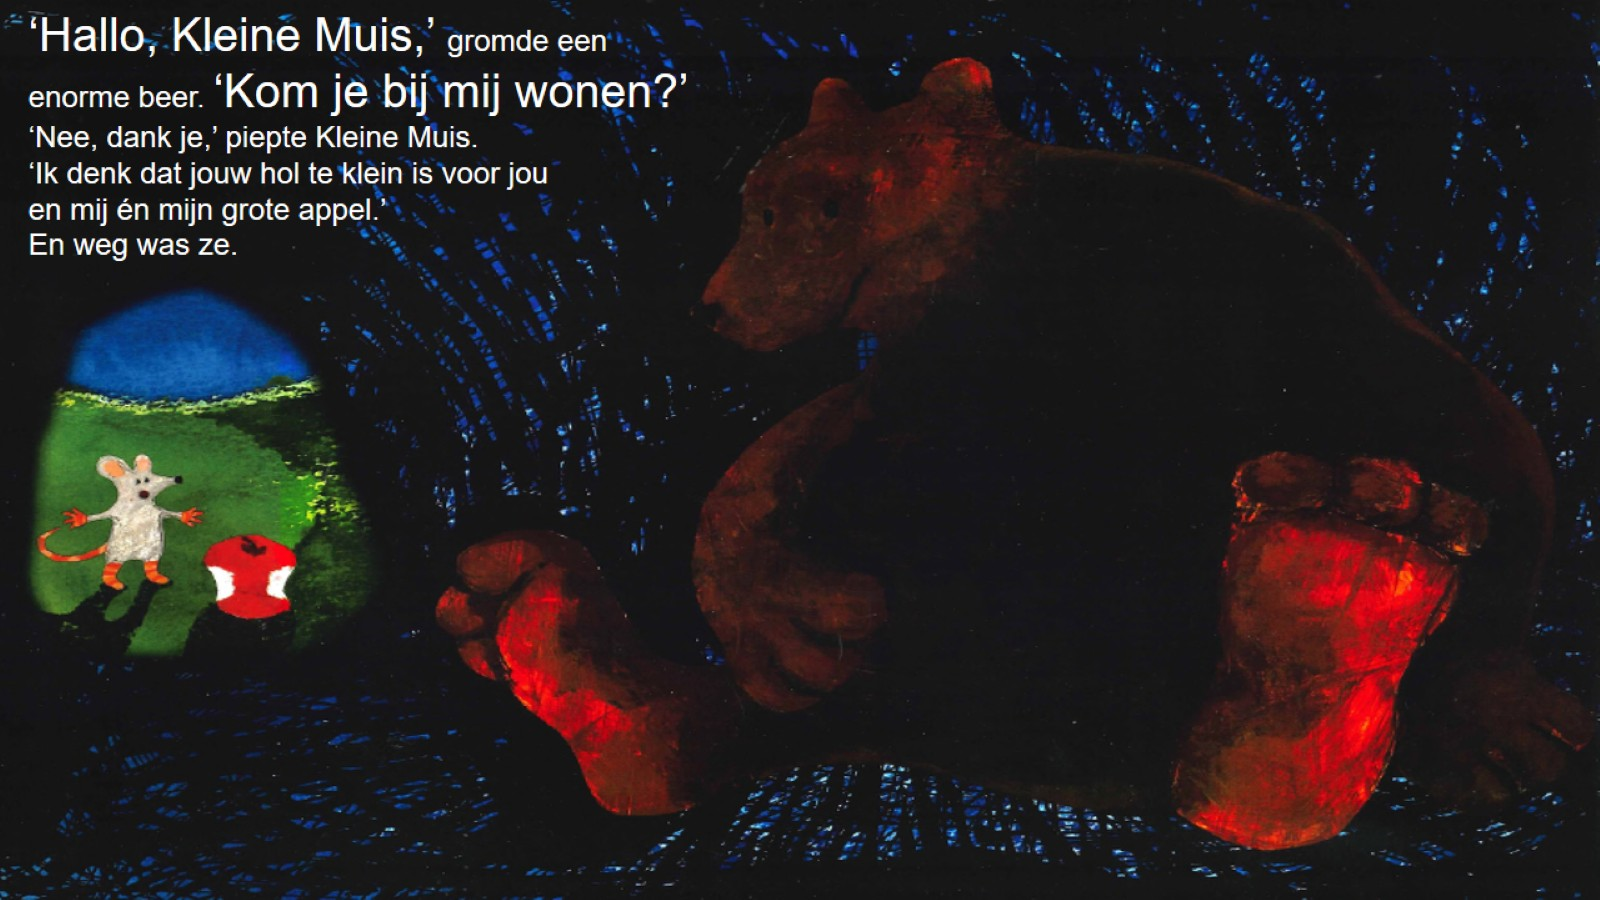 ‘Hallo, Kleine Muis,’ gromde een
enorme beer. ‘Kom je bij mij wonen?’
‘Nee, dank je,’ piepte Kleine Muis.
‘Ik denk dat jouw hol te klein is voor jou
en mij én mijn grote appel.’
En weg was ze.